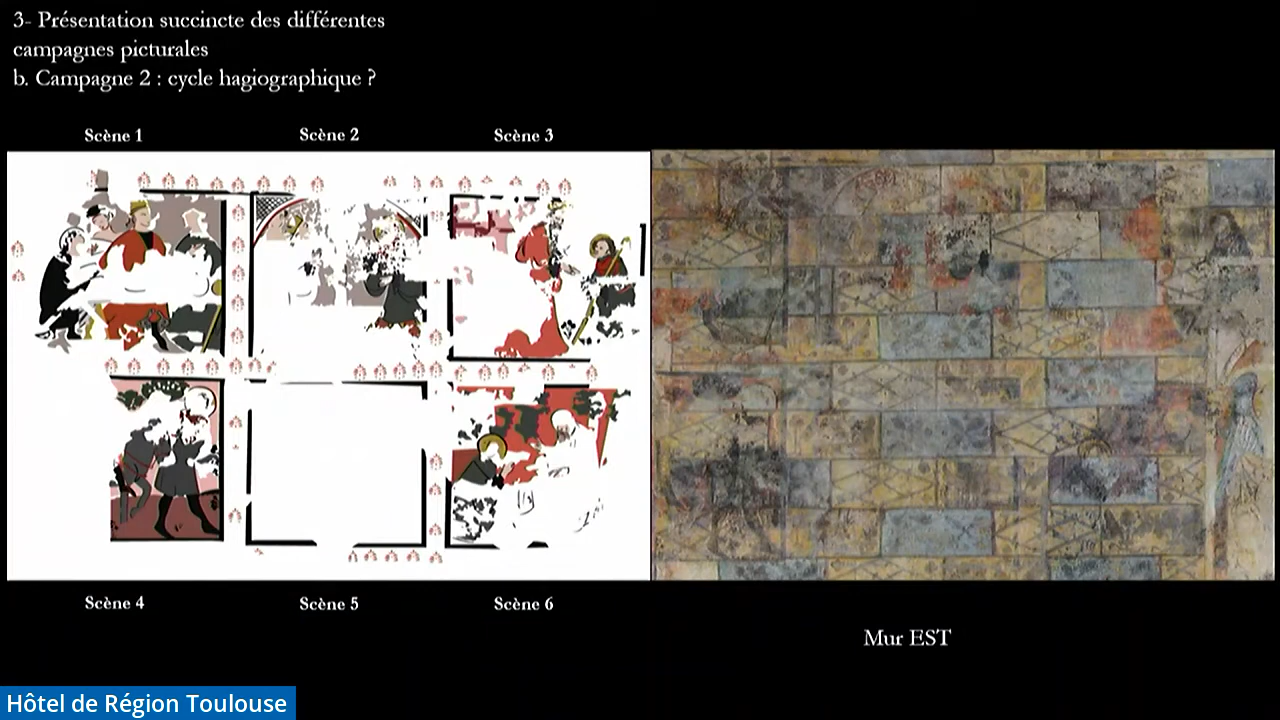 3- Présentation succincte des différentes
campagnes picturales
b. Campagne 2 : cycle hagiographique ?
Scène 1
Scène 2
Scène 3
Scène 4
Scène 5
Scène 6
Mur EST
Hôtel de Région Toulouse